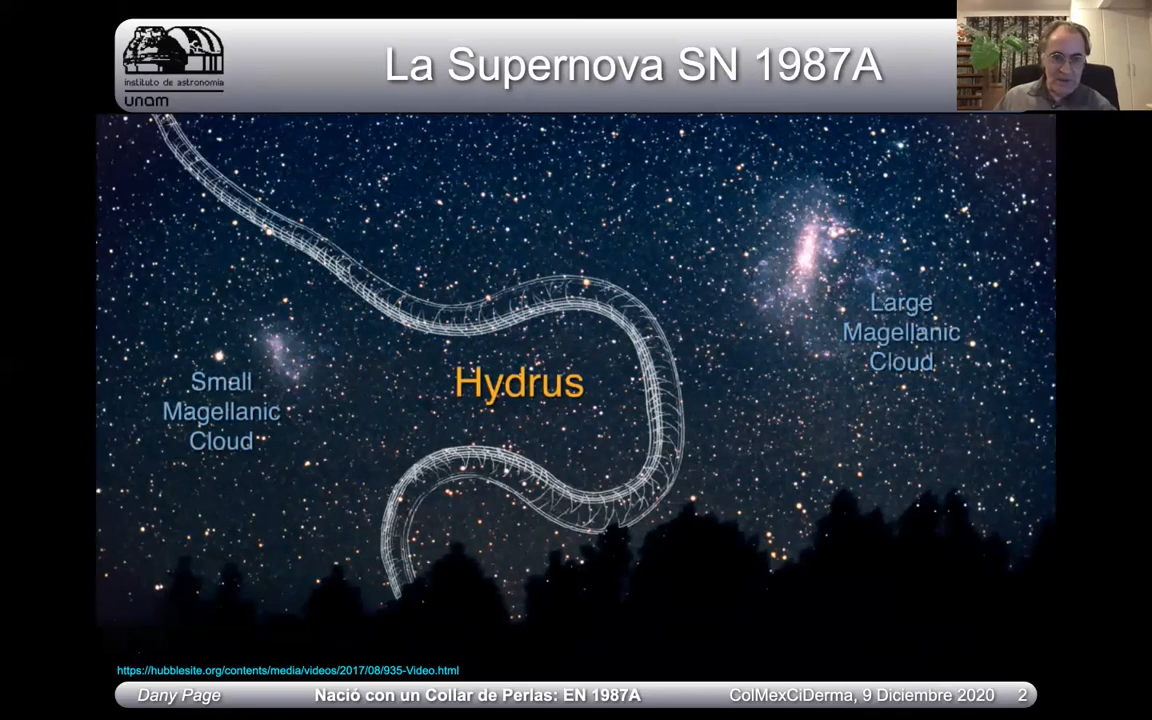 La Supernova SN 1987A
instituto de astronomía
unam
Large
Magellanic
Cloud
Small
Magellanic
Cloud
Hydrus
https://hubblesite.org/contents/media/videos/2017/08/935-Video.html
Dany Page
Nació con un Collar de Perlas: EN 1987A
ColMexCiDerma, 9 Diciembre 2020
2